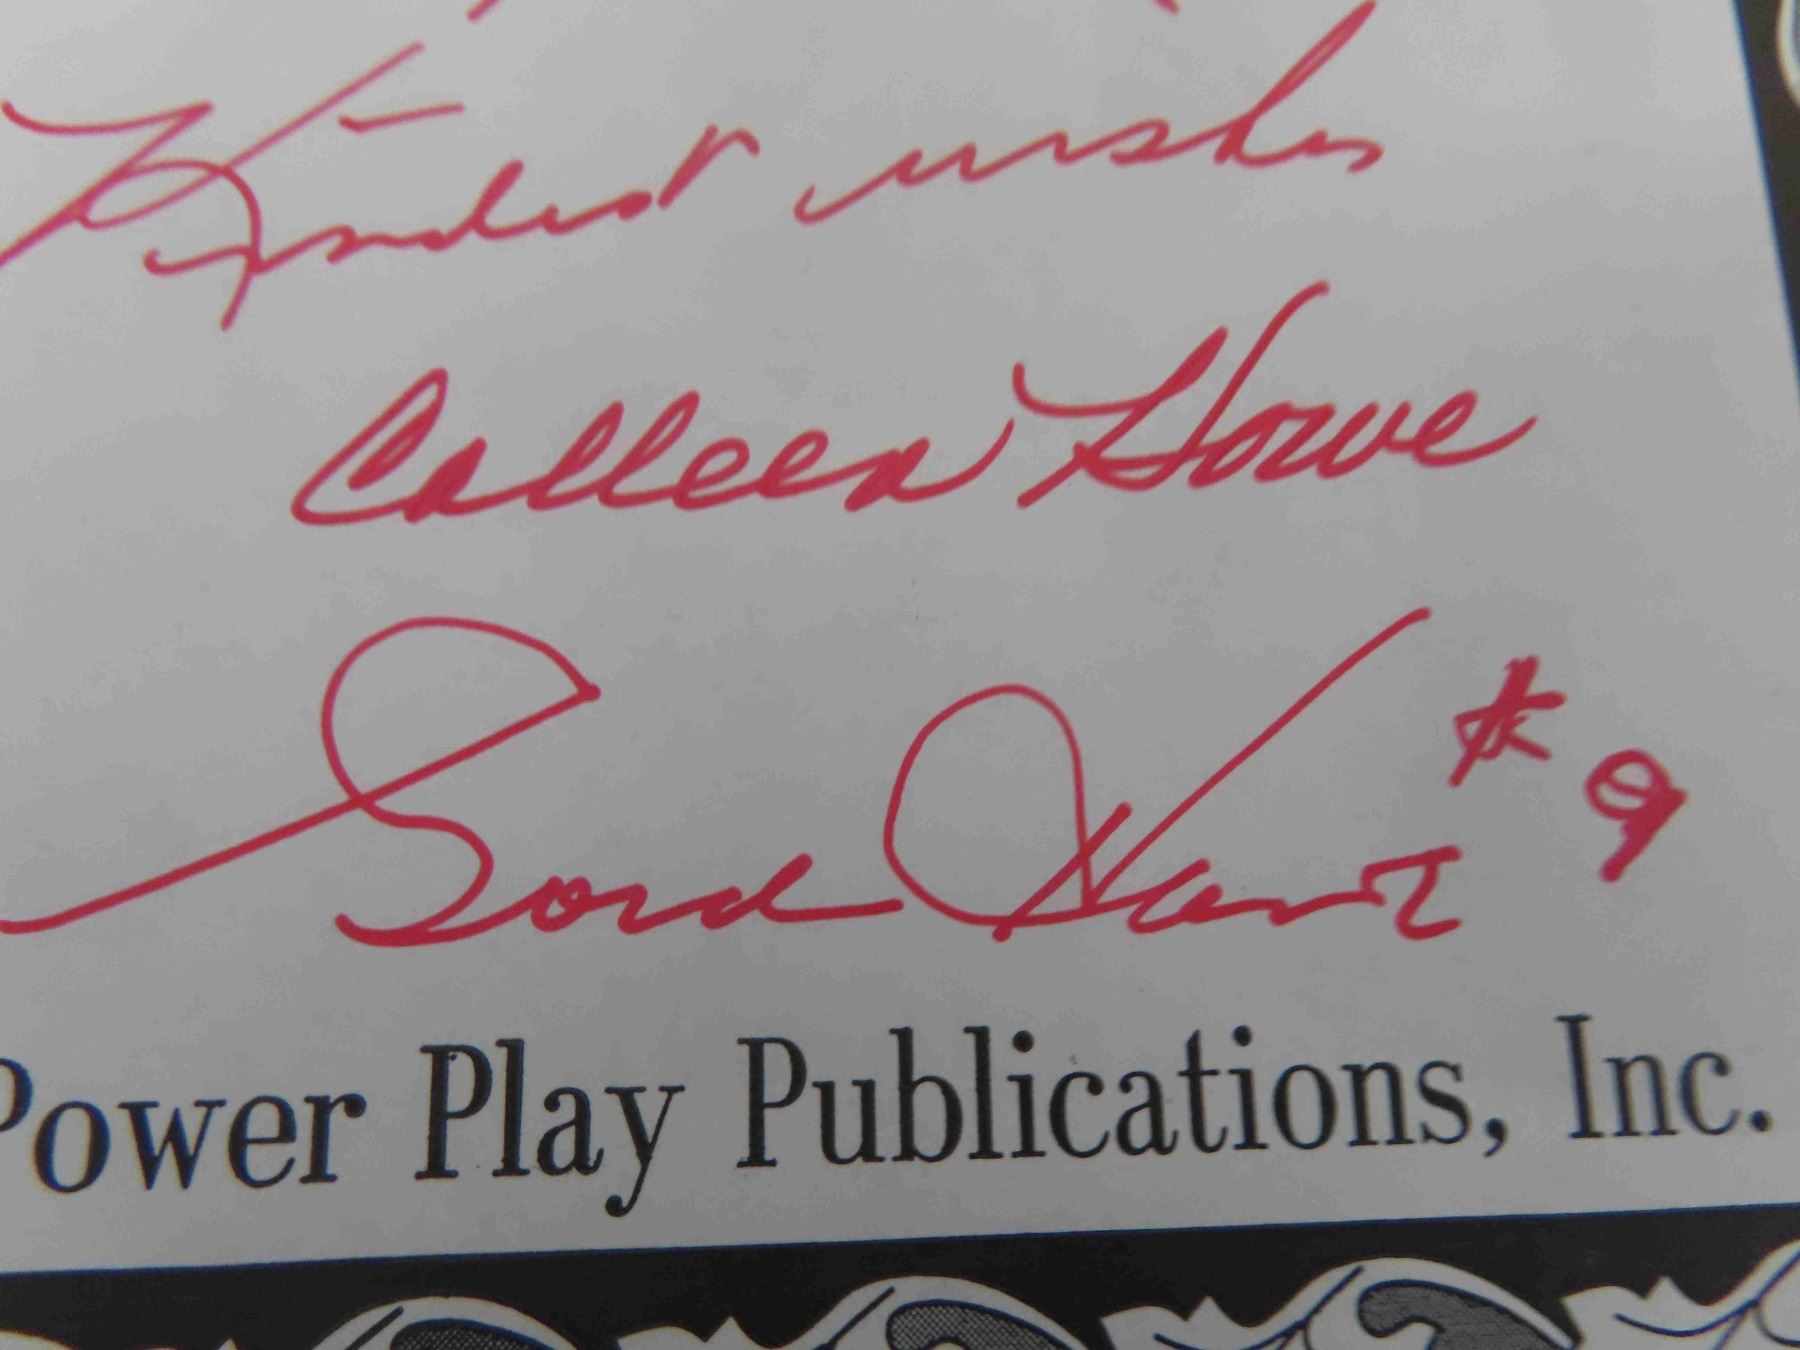 Kindest wishes
Colleen Howe
Gord Howe #9
Power Play Publications, Inc.